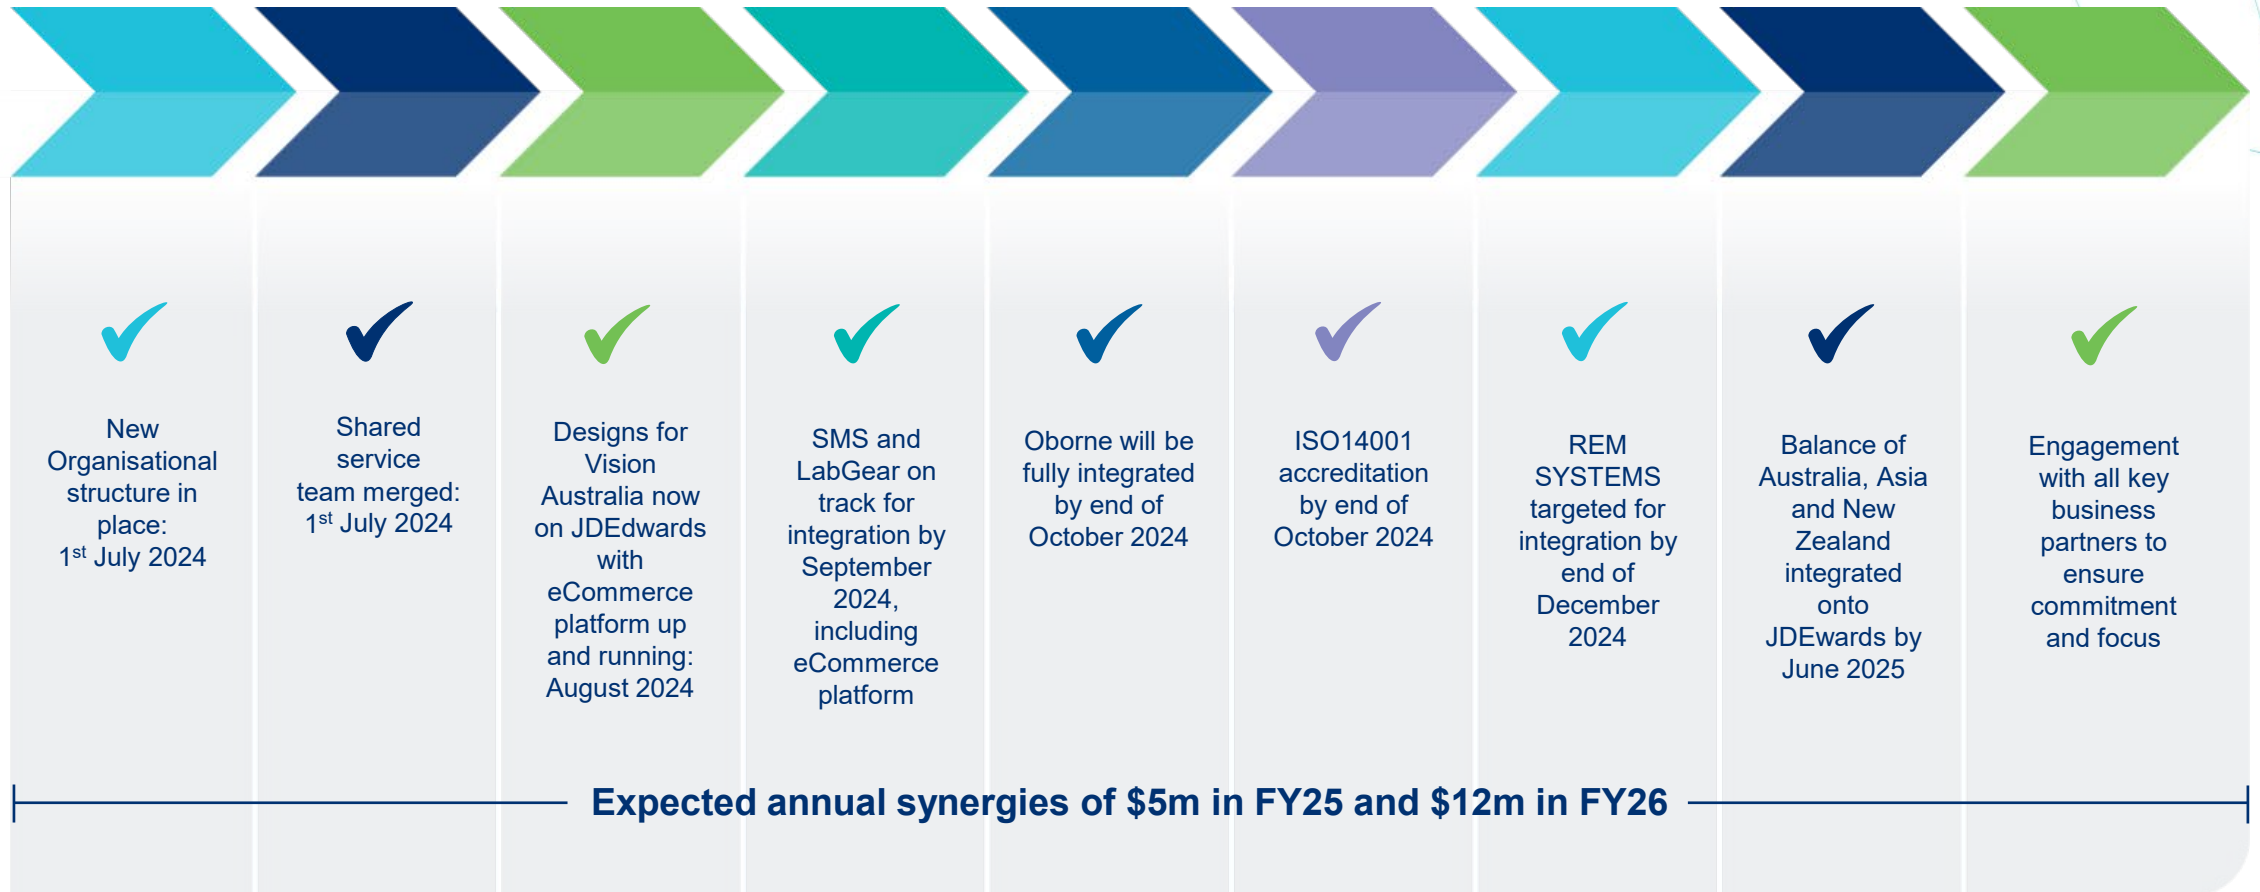 New
Organisational
structure in
place:
1st July 2024
Shared
service
team merged:
1st July 2024
Designs for
Vision
Australia now
on JDEdwards
with
eCommerce
platform up
and running:
August 2024
SMS and
LabGear on
track for
integration by
September
2024,
including
eCommerce
platform
Oborne will be
fully integrated
by end of
October 2024
ISO14001
accreditation
by end of
October 2024
REM
SYSTEMS
targeted for
integration by
end of
December
2024
Balance of
Australia, Asia
and New
Zealand
integrated
onto
JDEwards by
June 2025
Engagement
with all key
business
partners to
ensure
commitment
and focus
Expected annual synergies of $5m in FY25 and $12m in FY26